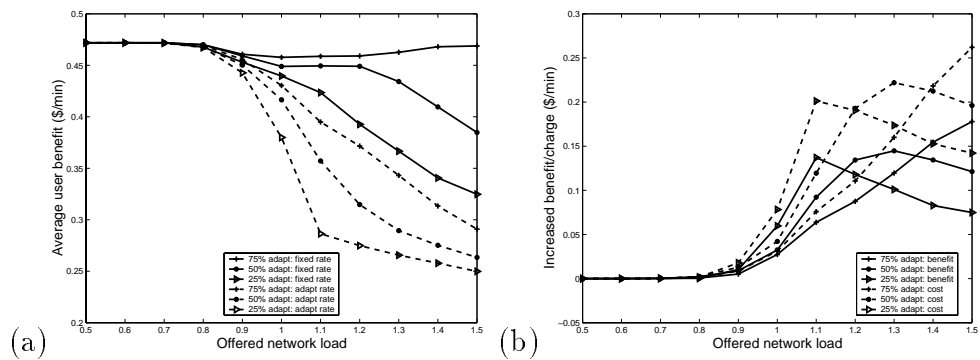 (a)
Average user benefit ($/min)
0.5
0.45
0.4
0.35
0.3
0.25
0.2
75% adapt: fixed rate
50% adapt: fixed rate
25% adapt: fixed rate
75% adapt: adapt rate
50% adapt: adapt rate
25% adapt: adapt rate
0.5 0.6 0.7 0.8 0.9 1 1.1 1.2 1.3 1.4 1.5
Offered network load
(b)
Increased benefit/charge ($/min)
0.3
0.25
0.2
0.15
0.1
0.05
0
−0.05
75% adapt: benefit
50% adapt: benefit
25% adapt: benefit
75% adapt: cost
50% adapt: cost
25% adapt: cost
0.5 0.6 0.7 0.8 0.9 1 1.1 1.2 1.3 1.4 1.5
Offered network load